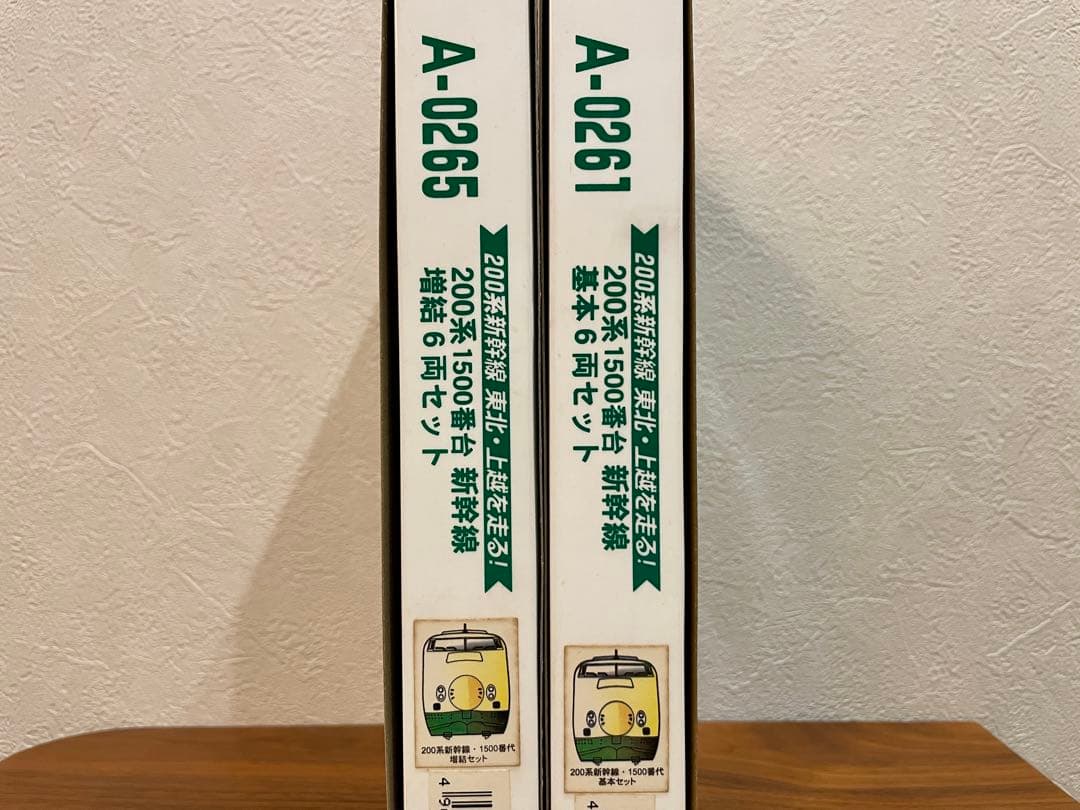 A-0265
200系新幹線 東北・上越を走る!
200系1500番台 新幹線
増結6両セット
200系新幹線・1500番代
増結セット
49
A-0261
200系新幹線 東北・上越を走る!
200系1500番台 新幹線
基本6両セット
200系新幹線・1500番代
基本セット
4